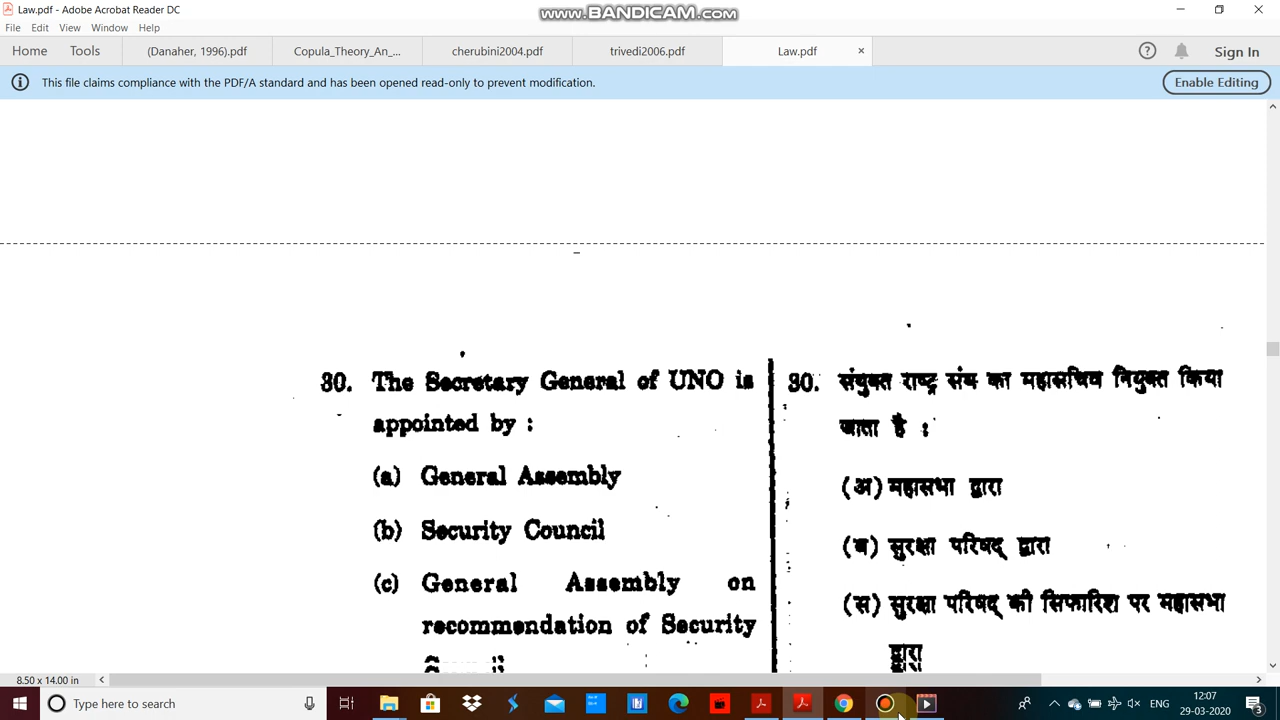 Law.pdf - Adobe Acrobat Reader DC
www.BANDICAM.com
File Edit View Window Help
Home Tools (Danaher, 1996).pdf Copula_Theory_An_... cherubini2004.pdf trivedi2006.pdf Law.pdf × Sign In
This file claims compliance with the PDF/A standard and has been opened read-only to prevent modification. Enable Editing
30. The Secretary General of UNO is
appointed by :
(a) General Assembly
(b) Security Council
(c) General Assembly on
recommendation of Security
30. संयुक्त राष्ट्र संघ का महासचिव नियुक्त किया
जाता है :
(अ) महासभा द्वारा
(ब) सुरक्षा परिषद् द्वारा
(स) सुरक्षा परिषद् की सिफारिश पर महासभा
द्वारा
8.50 x 14.00 in
Type here to search
ENG
12:07
29-03-2020
3